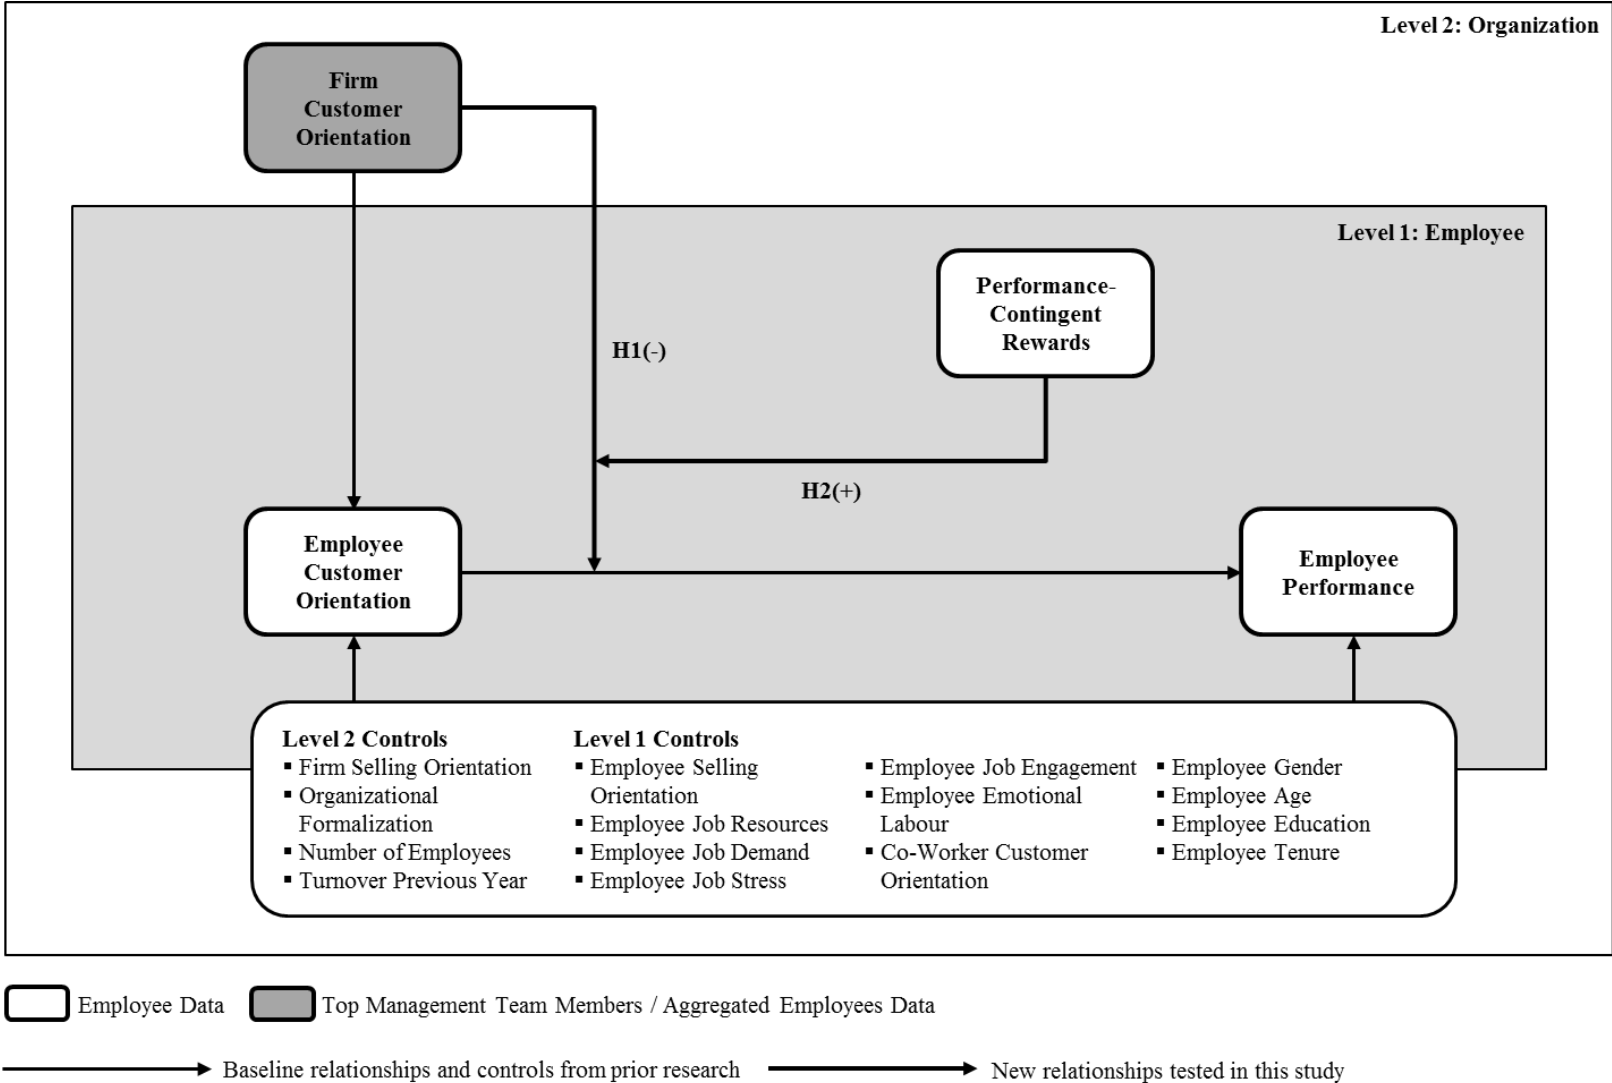 Level 2: Organization
Firm
Customer
Orientation
Level 1: Employee
Performance-
Contingent
Rewards
H1(-)
H2(+)
Employee
Customer
Orientation
Employee
Performance
Level 2 Controls
▪ Firm Selling Orientation
▪ Organizational
Formalization
▪ Number of Employees
▪ Turnover Previous Year
Level 1 Controls
▪ Employee Selling
Orientation
▪ Employee Job Resources
▪ Employee Job Demand
▪ Employee Job Stress
▪ Employee Job Engagement
▪ Employee Emotional
Labour
▪ Co-Worker Customer
Orientation
▪ Employee Gender
▪ Employee Age
▪ Employee Education
▪ Employee Tenure
Employee Data
Top Management Team Members / Aggregated Employees Data
Baseline relationships and controls from prior research
New relationships tested in this study